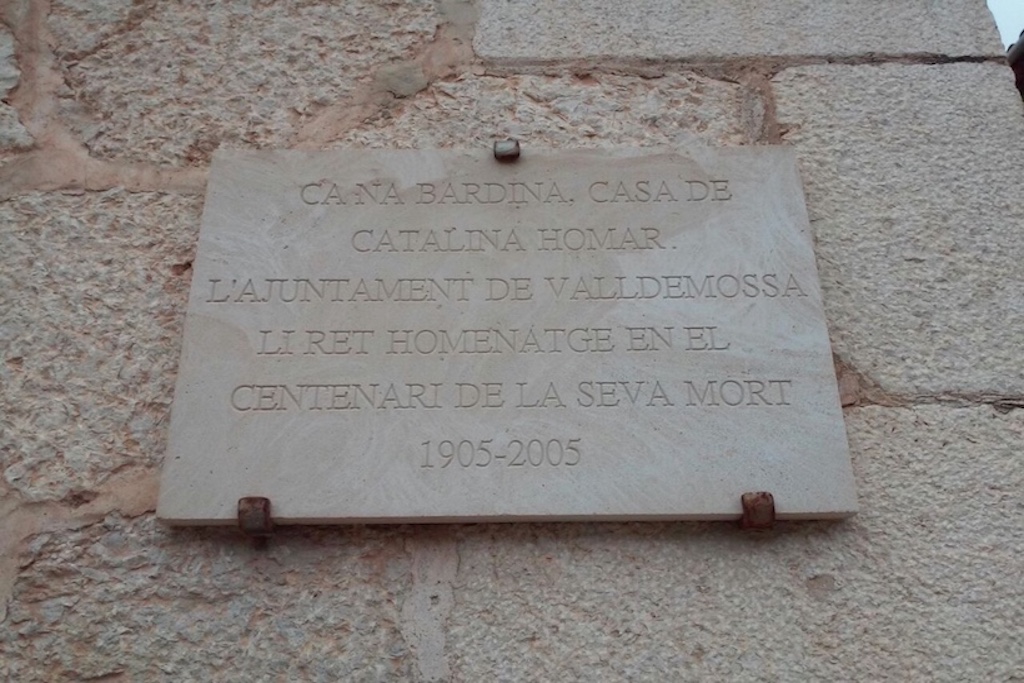 CA NA BARDINA. CASA DE
CATALINA HOMAR.
L'AJUNTAMENT DE VALLDEMOSSA
LI RET HOMENATGE EN EL
CENTENARI DE LA SEVA MORT
1905-2005